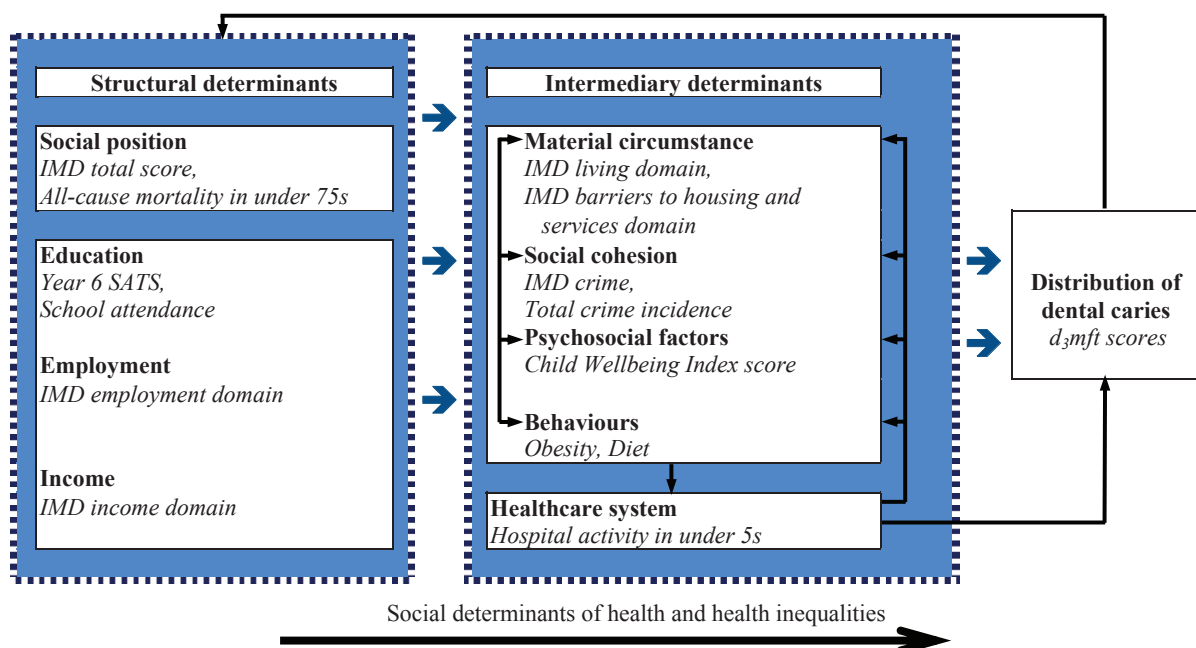 Structural determinants
Social position
IMD total score,
All-cause mortality in under 75s
Education
Year 6 SATS,
School attendance
Employment
IMD employment domain
Income
IMD income domain
Intermediary determinants
Material circumstance
IMD living domain,
IMD barriers to housing and
services domain
Social cohesion
IMD crime,
Total crime incidence
Psychosocial factors
Child Wellbeing Index score
Behaviours
Obesity, Diet
Healthcare system
Hospital activity in under 5s
Distribution of
dental caries
d₃mft scores
Social determinants of health and health inequalities